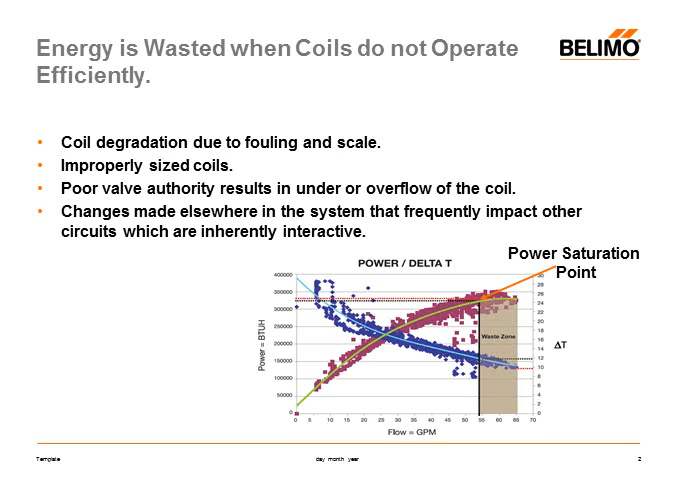 Energy is Wasted when Coils do not Operate
Efficiently.
BELIMO®
• Coil degradation due to fouling and scale.
• Improperly sized coils.
• Poor valve authority results in under or overflow of the coil.
• Changes made elsewhere in the system that frequently impact other
circuits which are inherently interactive.
Power Saturation
Point
POWER / DELTA T
400000
350000
300000
250000
200000
150000
100000
50000
0
Power = BTUH
30
28
26
24
22
20
18
16
14
12
10
8
6
4
2
0
ΔT
Waste Zone
0 5 10 15 20 25 30 35 40 45 50 55 60 65 70
Flow = GPM
Template day month year 2